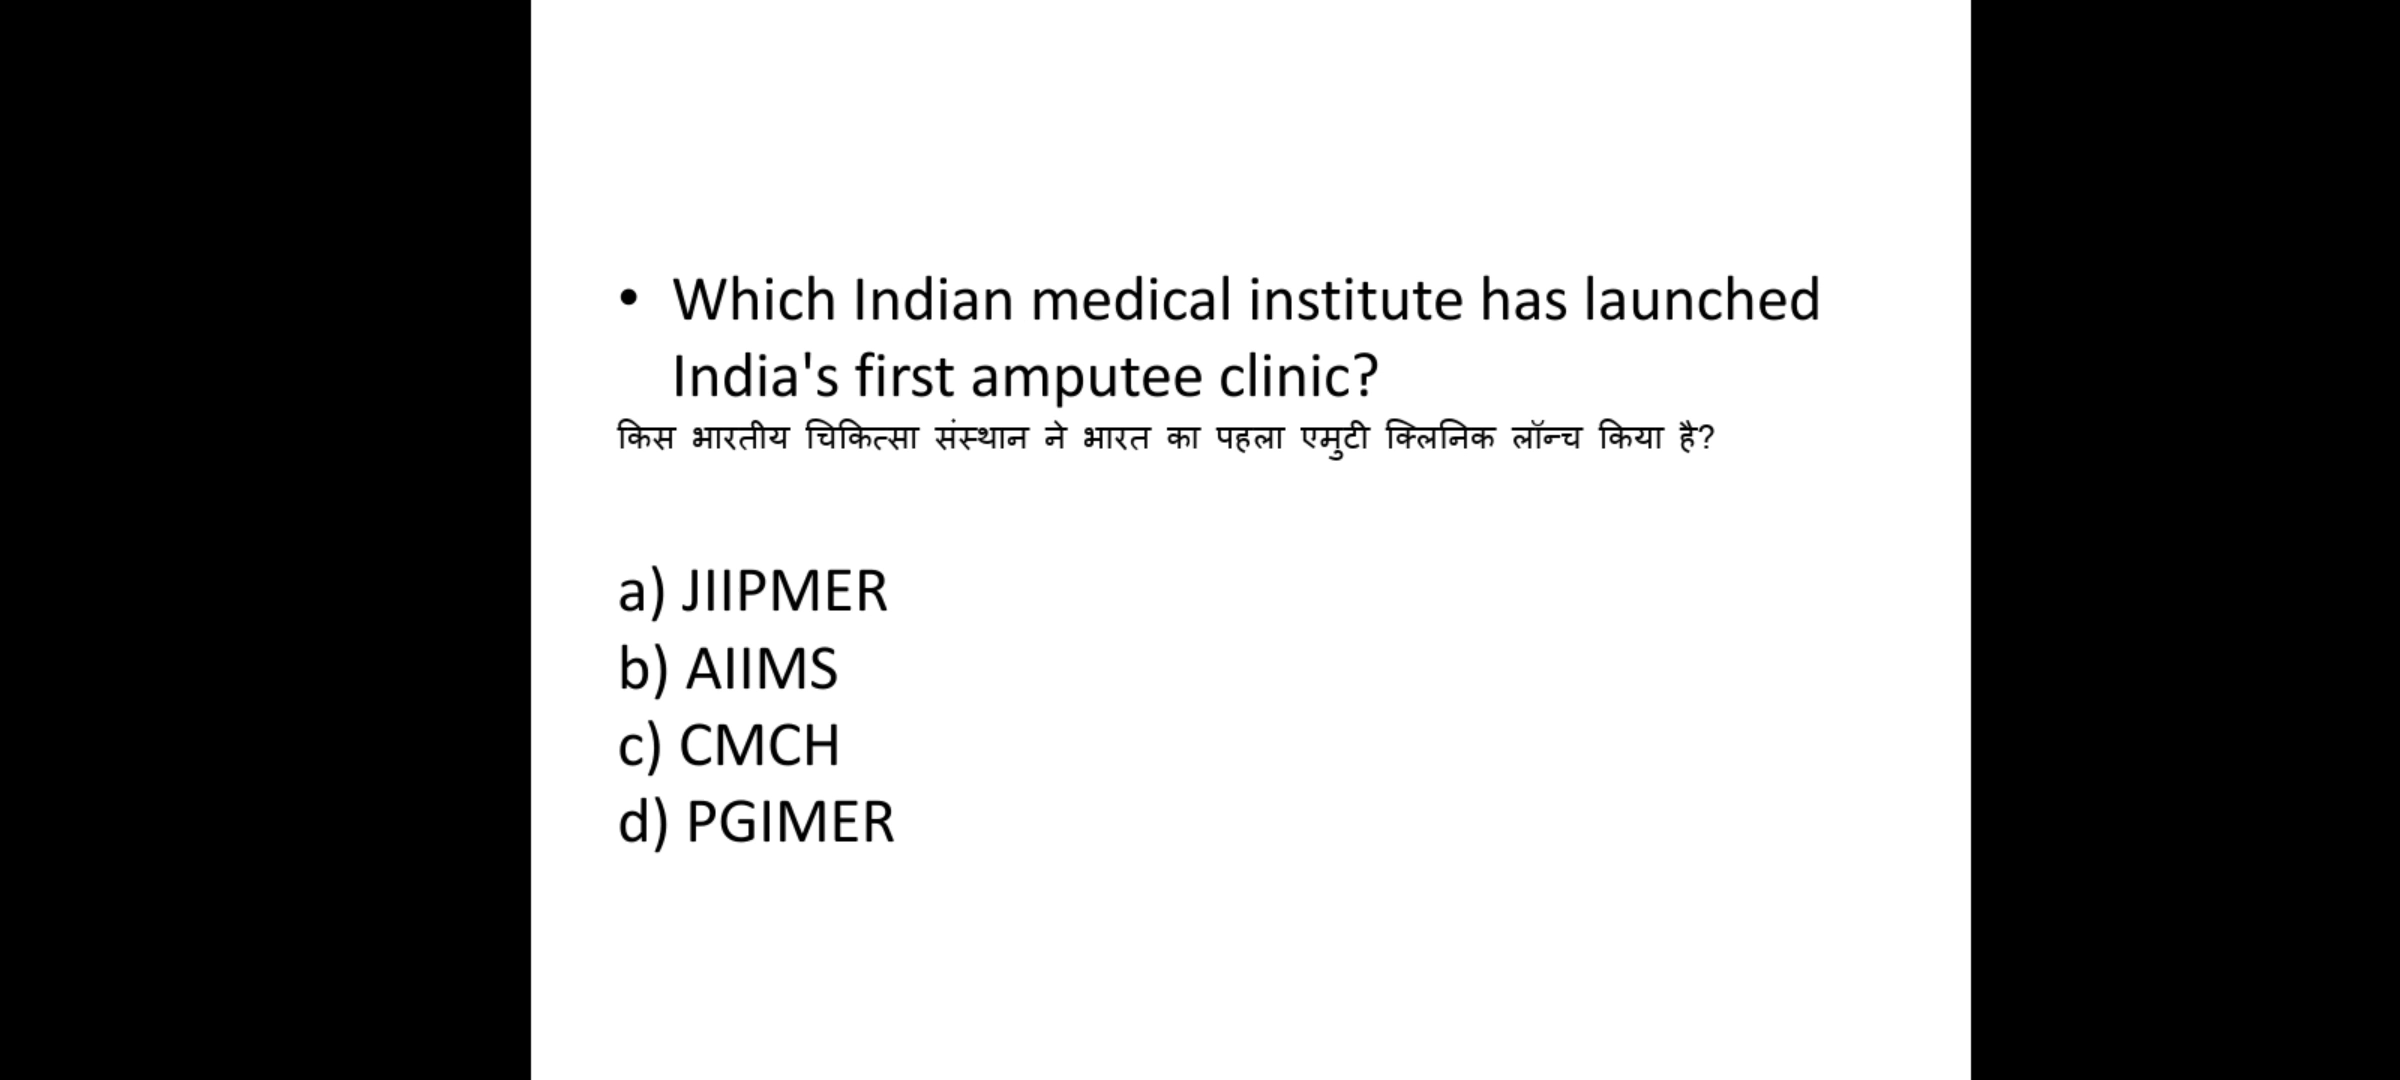 • Which Indian medical institute has launched
India's first amputee clinic?
किस भारतीय चिकित्सा संस्थान ने भारत का पहला एमुटी क्लिनिक लॉन्च किया है?
a) JIIPMER
b) AIIMS
c) CMCH
d) PGIMER